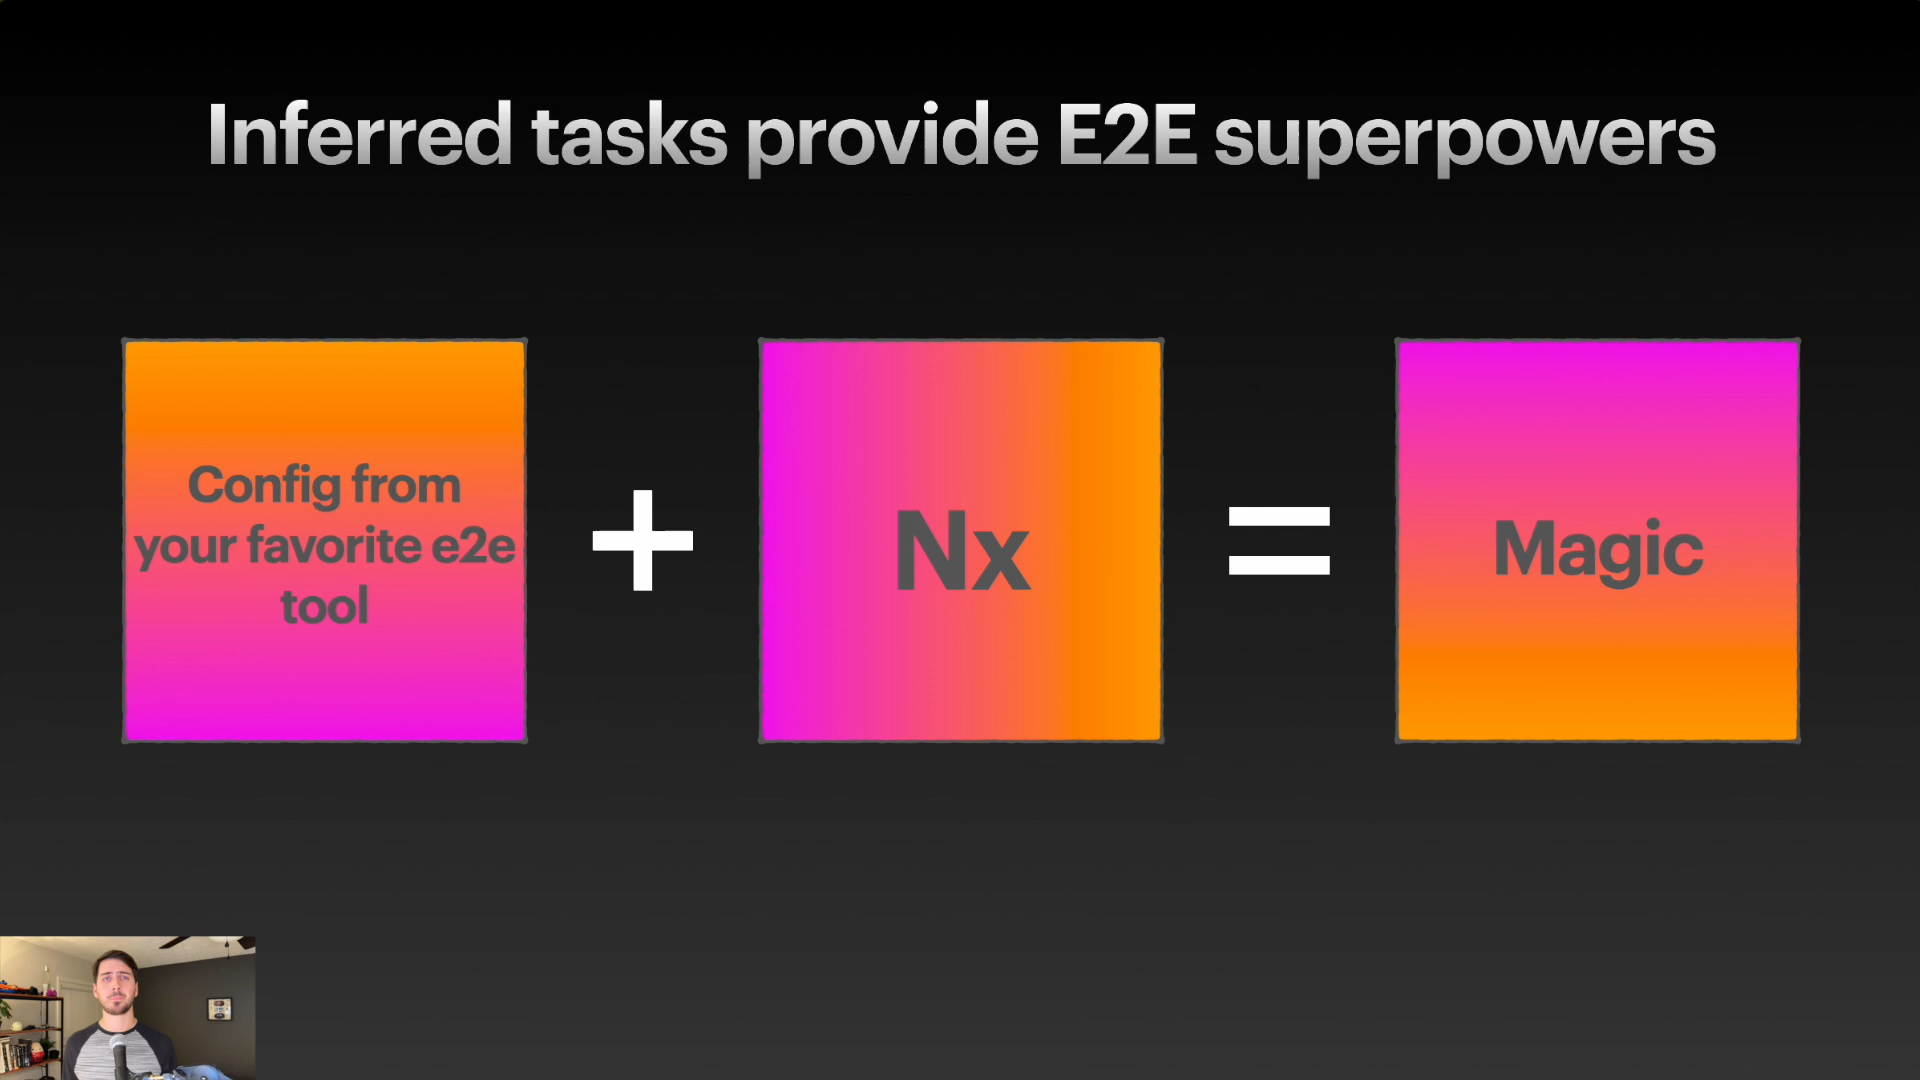 Inferred tasks provide E2E superpowers
Config from
your favorite e2e
tool
+
Nx
=
Magic